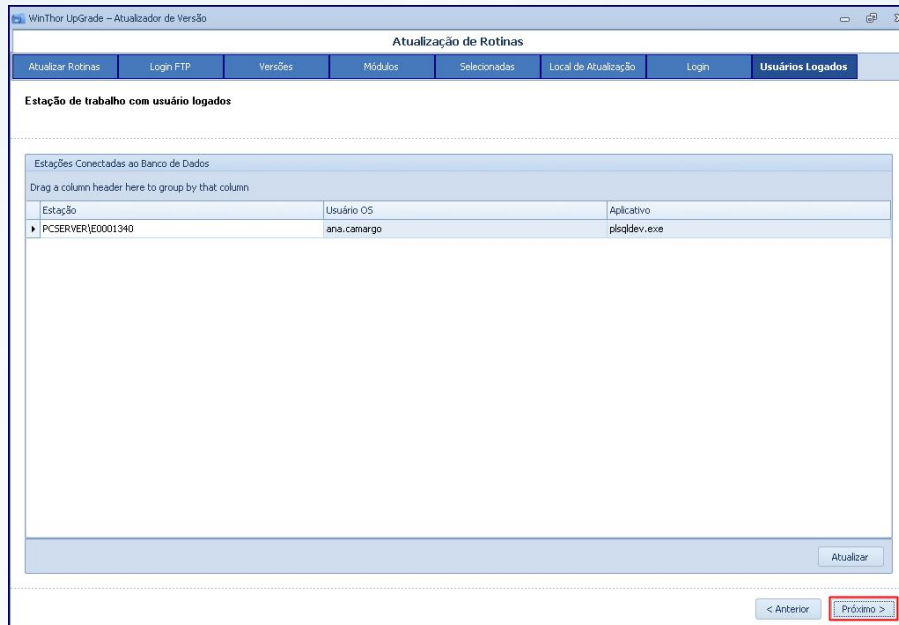 WinThor UpGrade – Atualizador de Versão
Atualização de Rotinas
Atualizar Rotinas Login FTP Versões Módulos Selecionadas Local de Atualização Login Usuários Logados
Estação de trabalho com usuário logados
Estações Conectadas ao Banco de Dados
Drag a column header here to group by that column
Estação Usuário OS Aplicativo
PCSERVER\E0001340 ana.camargo plsqldev.exe
Atualizar
< Anterior Próximo >